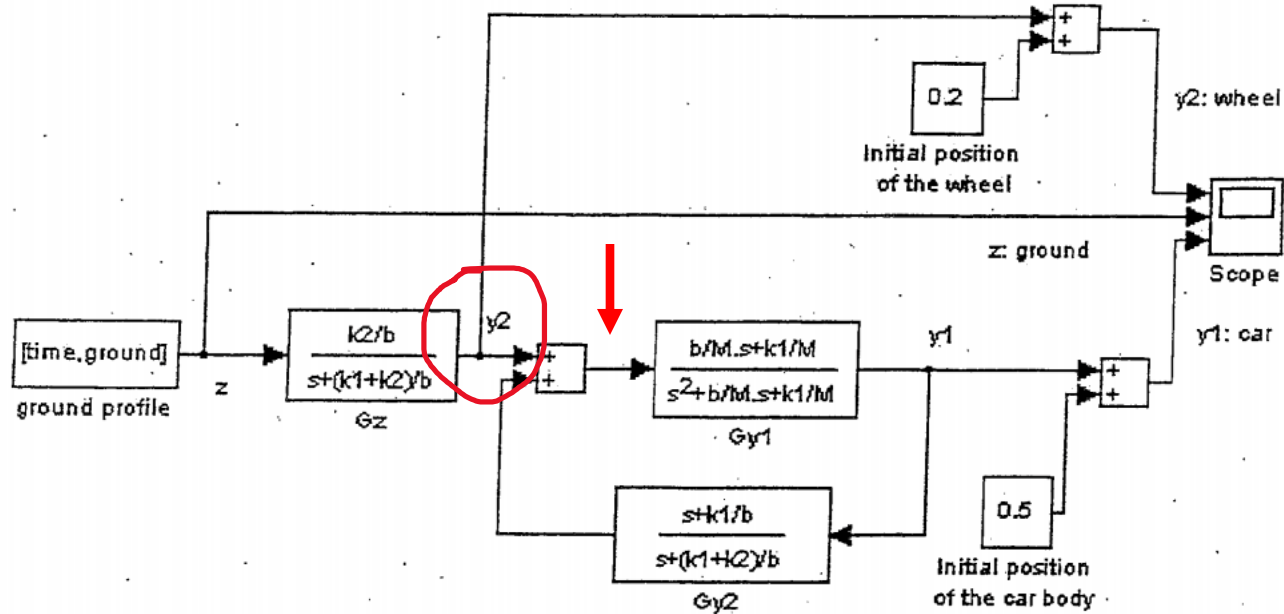 +
+
0.2
Initial position
of the wheel
y2: wheel
z: ground
Scope
y1: car
[time,ground]
ground profile
z
k2/b
s+(k1+k2)/b
Gz
y2
+
+
b/M.s+k1/M
s^2+b/M.s+k1/M
Gy1
y1
+
+
s+k1/b
s+(k1+k2)/b
Gy2
0.5
Initial position
of the car body